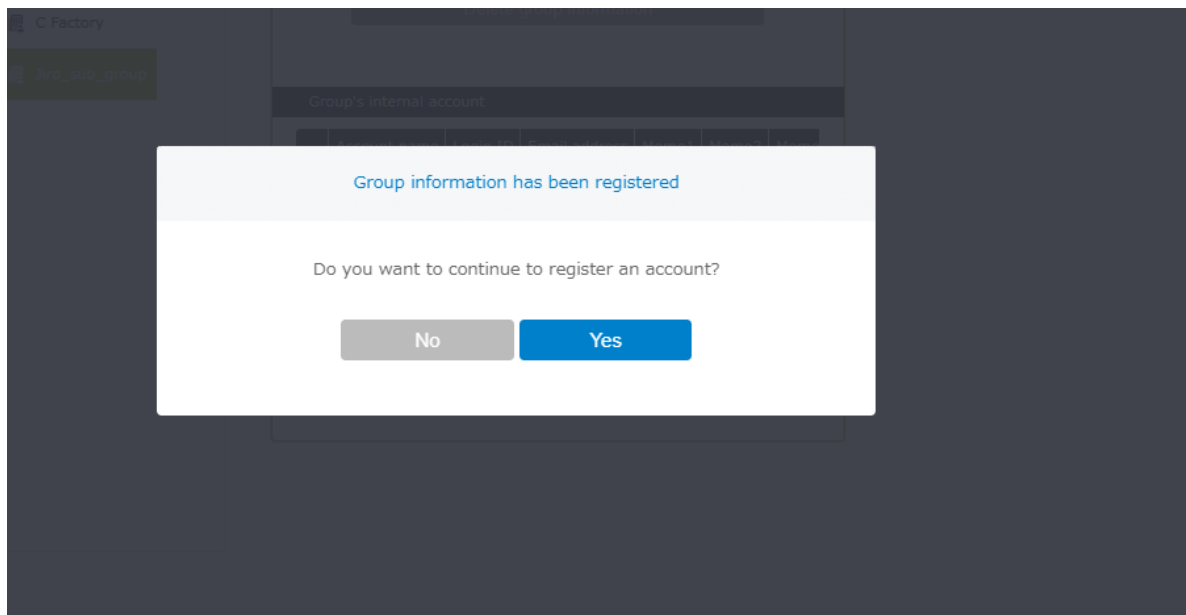 C Factory
Jiro_sub_group
Group's internal account
Group information has been registered
Do you want to continue to register an account?
No
Yes